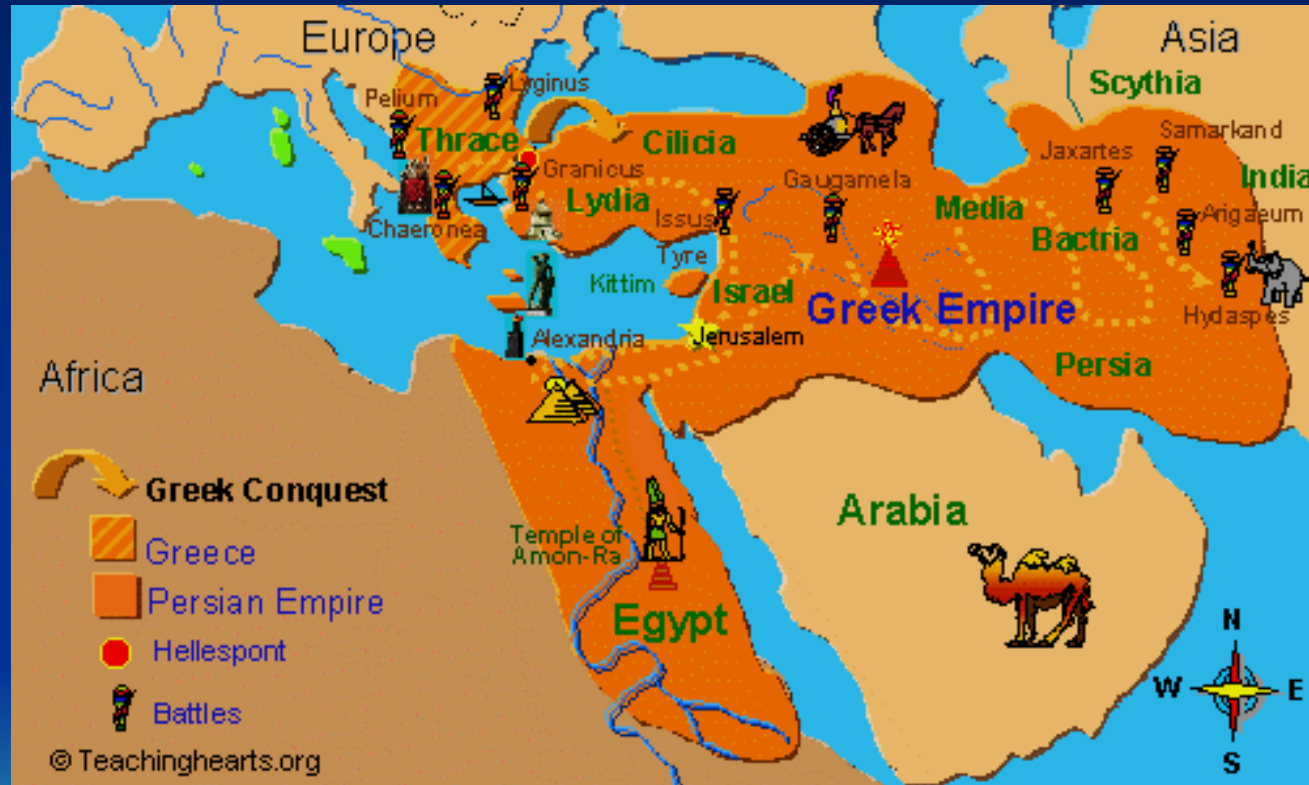 Europe
Asia
Scythia
Pelium
Lyginus
Thrace
Cilicia
Samarkand
Jaxartes
Granicus
Gaugamela
India
Lydia
Issus
Media
Arigaeum
Chaeronea
Bactria
Tyre
Kittim
Israel
Greek Empire
Hydaspes
Alexandria
Jerusalem
Persia
Africa
Greek Conquest
Arabia
Temple of
Amon-Ra
Greece
Persian Empire
Egypt
N
Hellespont
W
E
Battles
© Teachinghearts.org
S